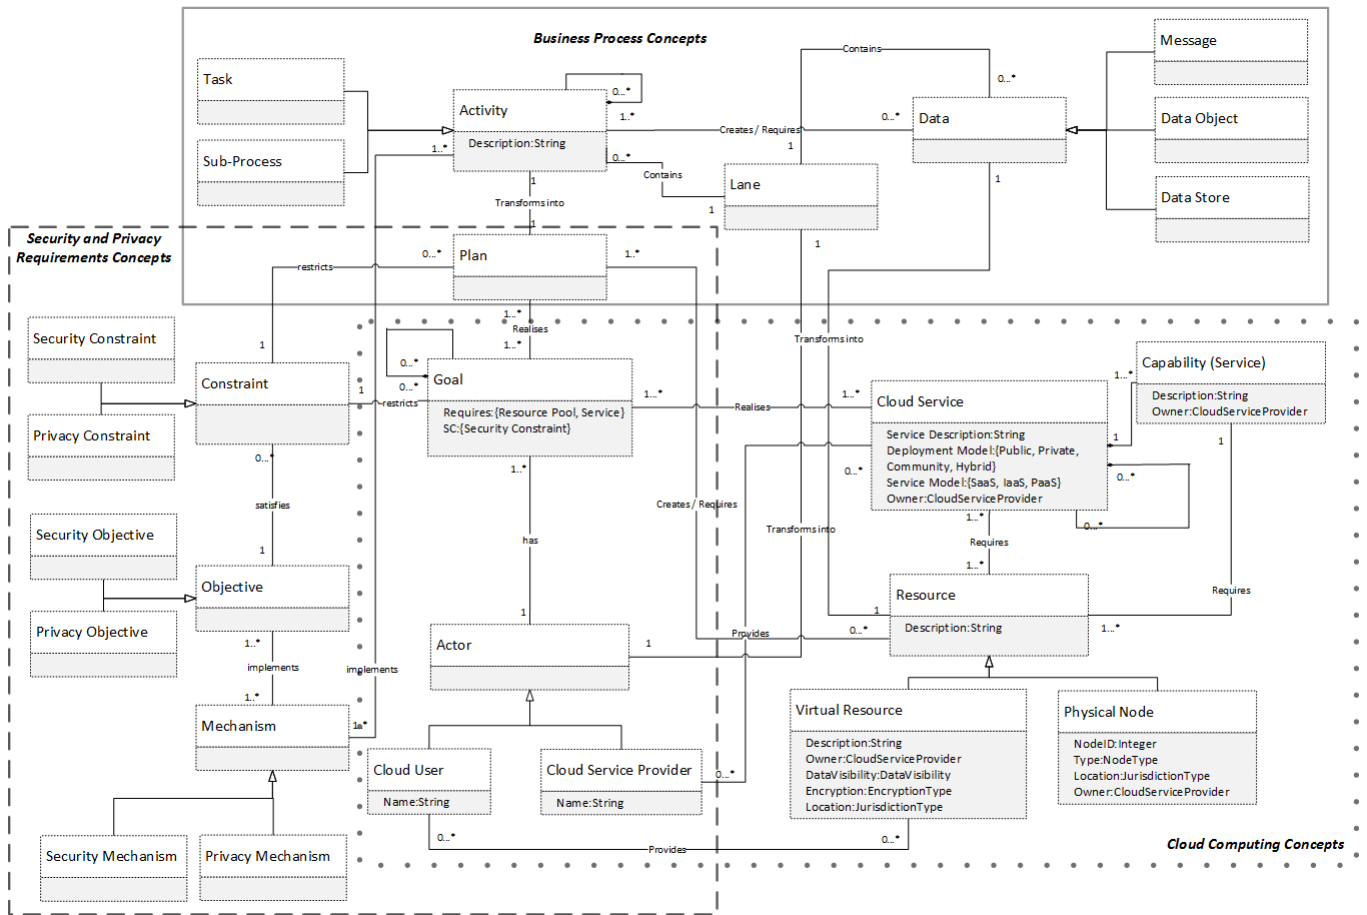 Business Process Concepts
Task
Sub-Process
Activity
Description:String
0...*
1..*
1..*
0...*
Creates / Requires
0...*
Contains
0...*
1
Data
Message
Data Object
Data Store
Contains
1
Lane
1
1
1
Transforms into
1
Security and Privacy
Requirements Concepts
restricts
0...*
Plan
1..*
Security Constraint
Privacy Constraint
1
Constraint
1
restricts
0...*
1...*
Realises
1...*
0...*
Goal
Requires:{Resource Pool, Service}
SC:{Security Constraint}
1...*
Realises
1...*
Transforms into
Cloud Service
Service Description:String
Deployment Model:{Public, Private,
Community, Hybrid}
Service Model:{SaaS, IaaS, PaaS}
Owner:CloudServiceProvider
Capability (Service)
Description:String
Owner:CloudServiceProvider
1...*
1
1
0...*
0...*
0...*
0...*
satisfies
1
1...*
Creates / Requires
Transforms into
1...*
Requires
1...*
Security Objective
Privacy Objective
Objective
has
1
Requires
Resource
Description:String
1
0...*
1...*
1..*
implements
1..*
implements
Actor
1
Provides
Mechanism
1..*
Cloud User
Name:String
Cloud Service Provider
Name:String
0...*
Virtual Resource
Description:String
Owner:CloudServiceProvider
DataVisibility:DataVisibility
Encryption:EncryptionType
Location:JurisdictionType
Physical Node
NodeID:Integer
Type:NodeType
Location:JurisdictionType
Owner:CloudServiceProvider
Security Mechanism
Privacy Mechanism
0...*
Provides
0...*
Cloud Computing Concepts